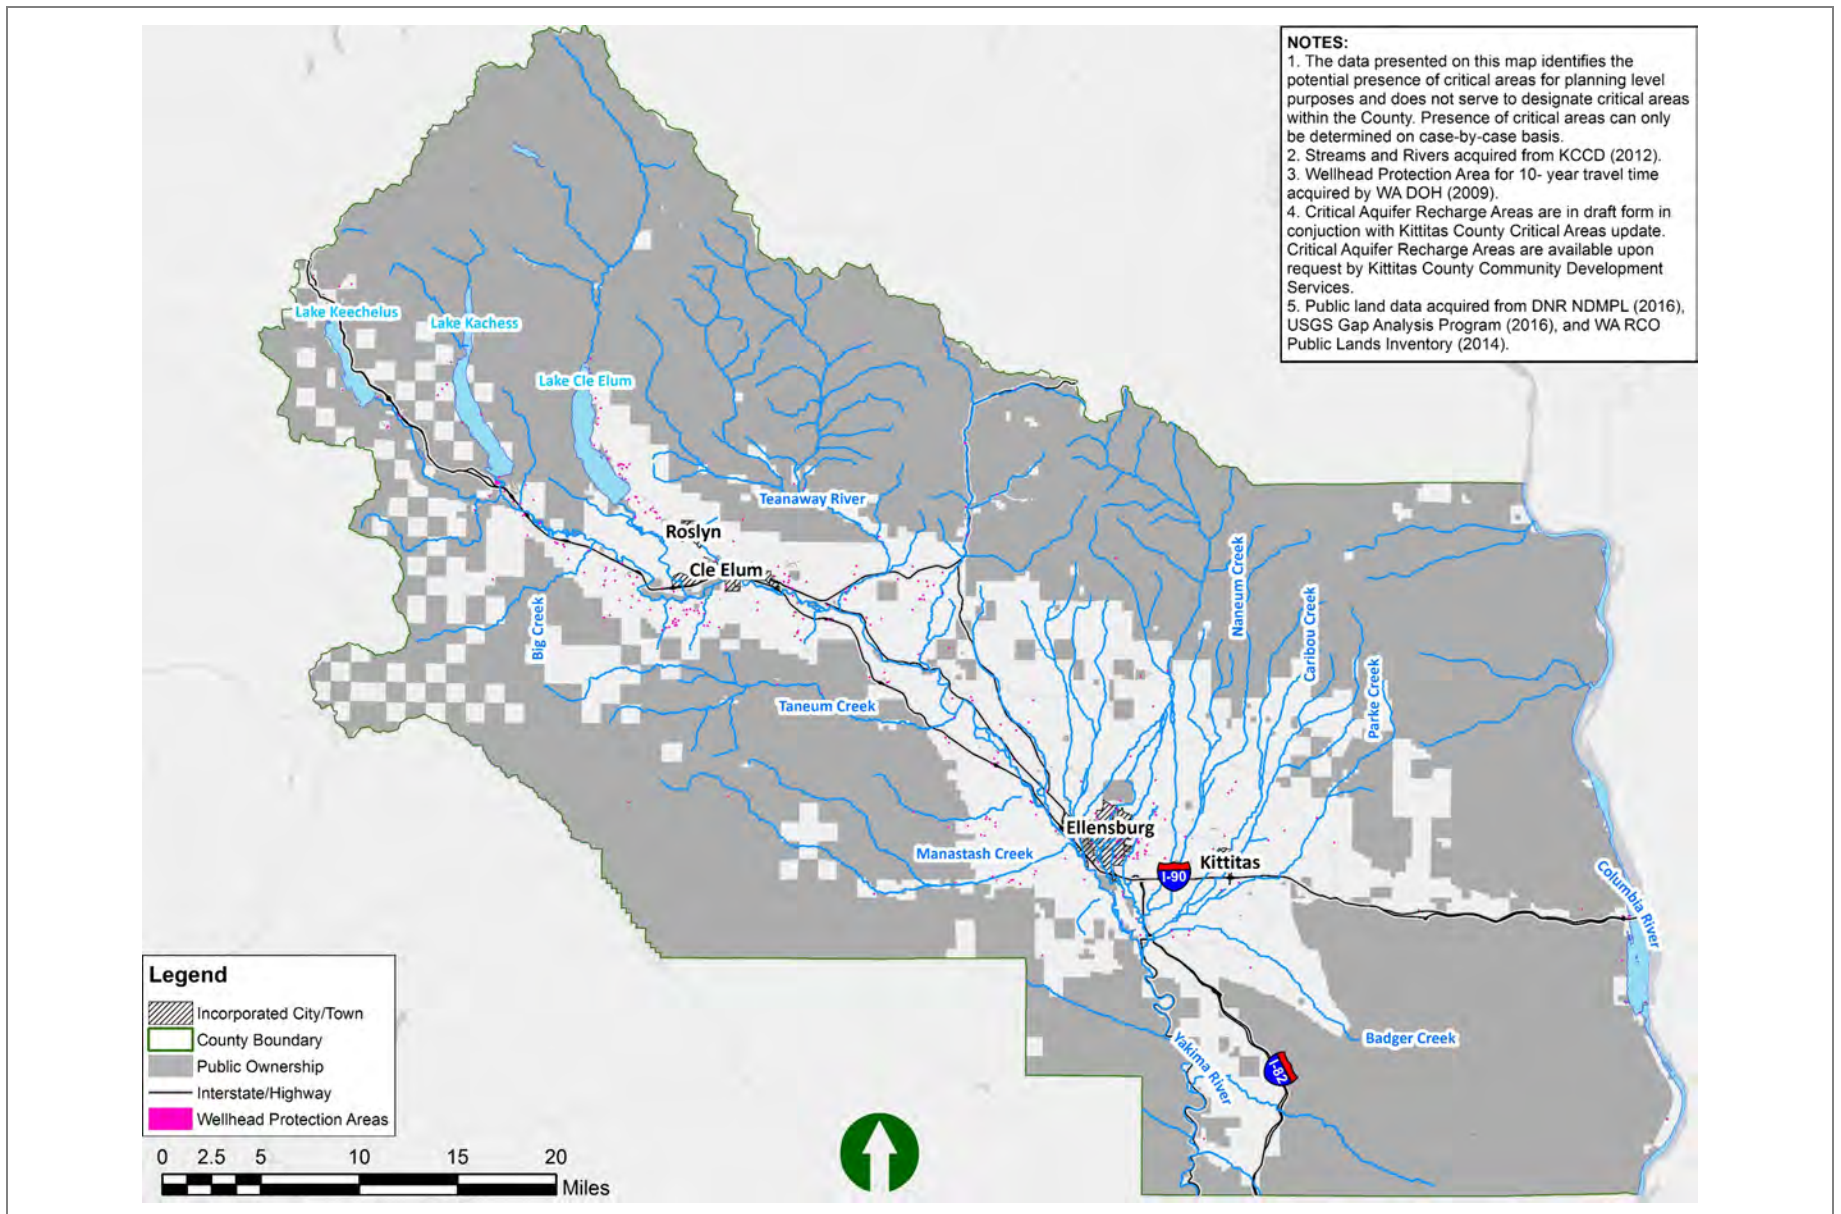 NOTES:
1. The data presented on this map identifies the
potential presence of critical areas for planning level
purposes and does not serve to designate critical areas
within the County. Presence of critical areas can only
be determined on case-by-case basis.
2. Streams and Rivers acquired from KCCD (2012).
3. Wellhead Protection Area for 10- year travel time
acquired by WA DOH (2009).
4. Critical Aquifer Recharge Areas are in draft form in
conjuction with Kittitas County Critical Areas update.
Critical Aquifer Recharge Areas are available upon
request by Kittitas County Community Development
Services.
5. Public land data acquired from DNR NDMPL (2016),
USGS Gap Analysis Program (2016), and WA RCO
Public Lands Inventory (2014).
Lake Keechelus
Lake Kachess
Lake Cle Elum
Teanaway River
Roslyn
Cle Elum
Big Creek
Naneum Creek
Caribou Creek
Parke Creek
Taneum Creek
Ellensburg
Manastash Creek
Kittitas
I-90
Columbia River
Badger Creek
Yakima River
I-82
Legend
Incorporated City/Town
County Boundary
Public Ownership
Interstate/Highway
Wellhead Protection Areas
0 2.5 5 10 15 20
Miles